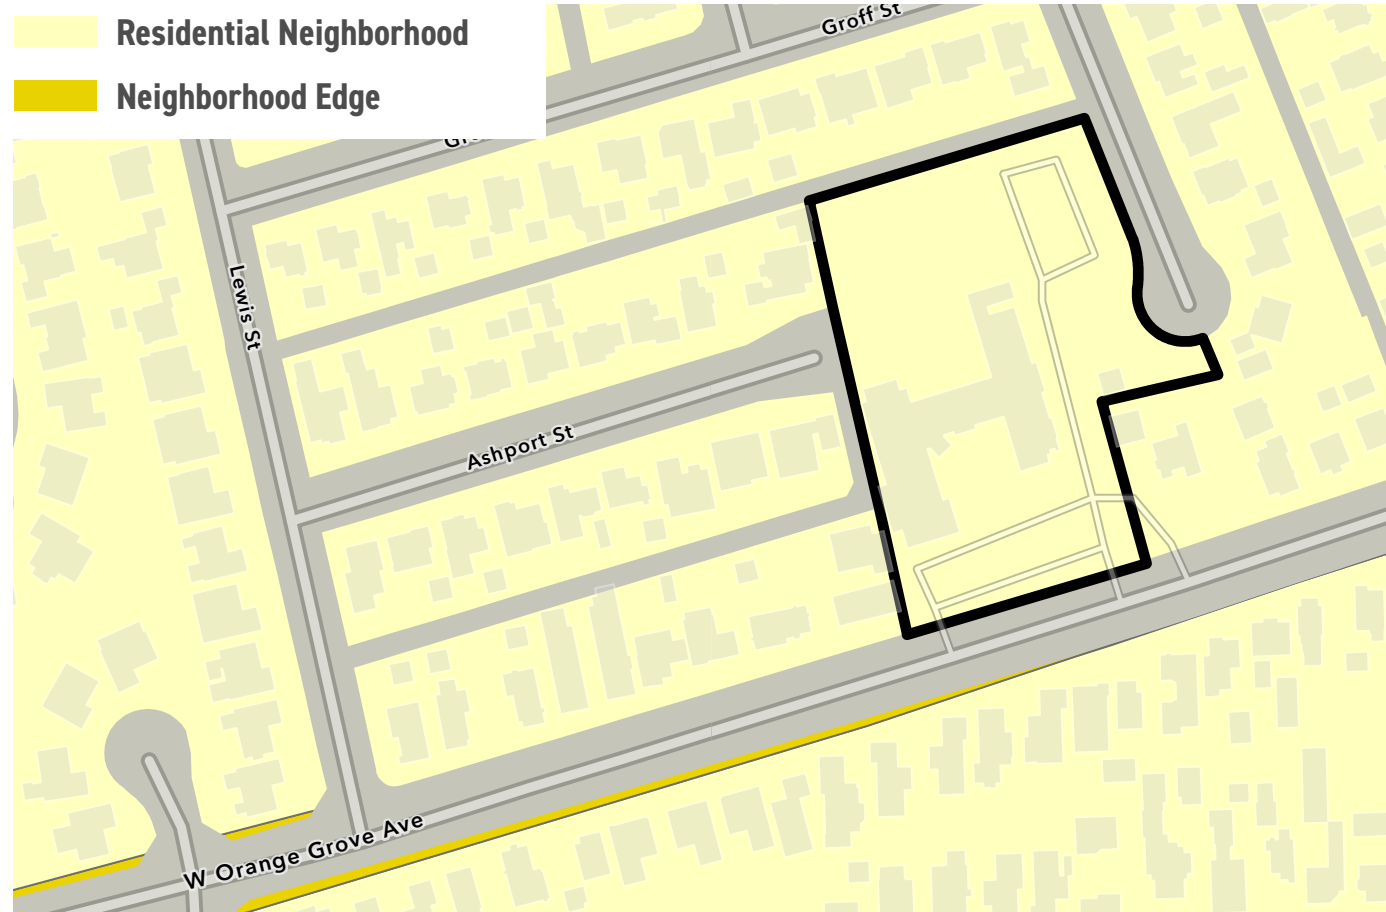 Residential Neighborhood
Neighborhood Edge
Groff St
Lewis St
Ashport St
W Orange Grove Ave